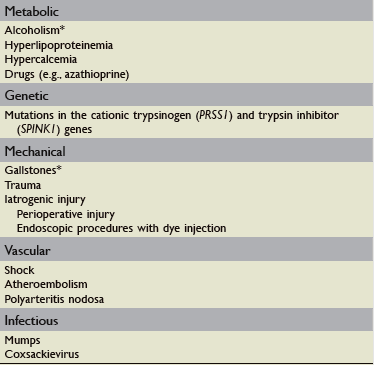 Metabolic
Alcoholism*
Hyperlipoproteinemia
Hypercalcemia
Drugs (e.g., azathioprine)
Genetic
Mutations in the cationic trypsinogen (PRSS1) and trypsin inhibitor
(SPINK1) genes
Mechanical
Gallstones*
Trauma
Iatrogenic injury
Perioperative injury
Endoscopic procedures with dye injection
Vascular
Shock
Atheroembolism
Polyarteritis nodosa
Infectious
Mumps
Coxsackievirus